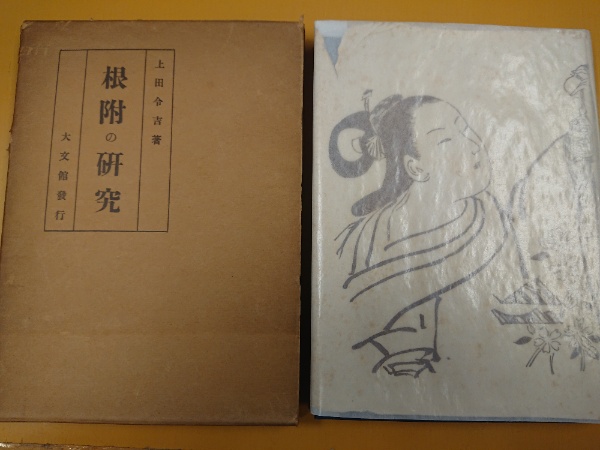 上田令吉著
根附の研究
大文館發行